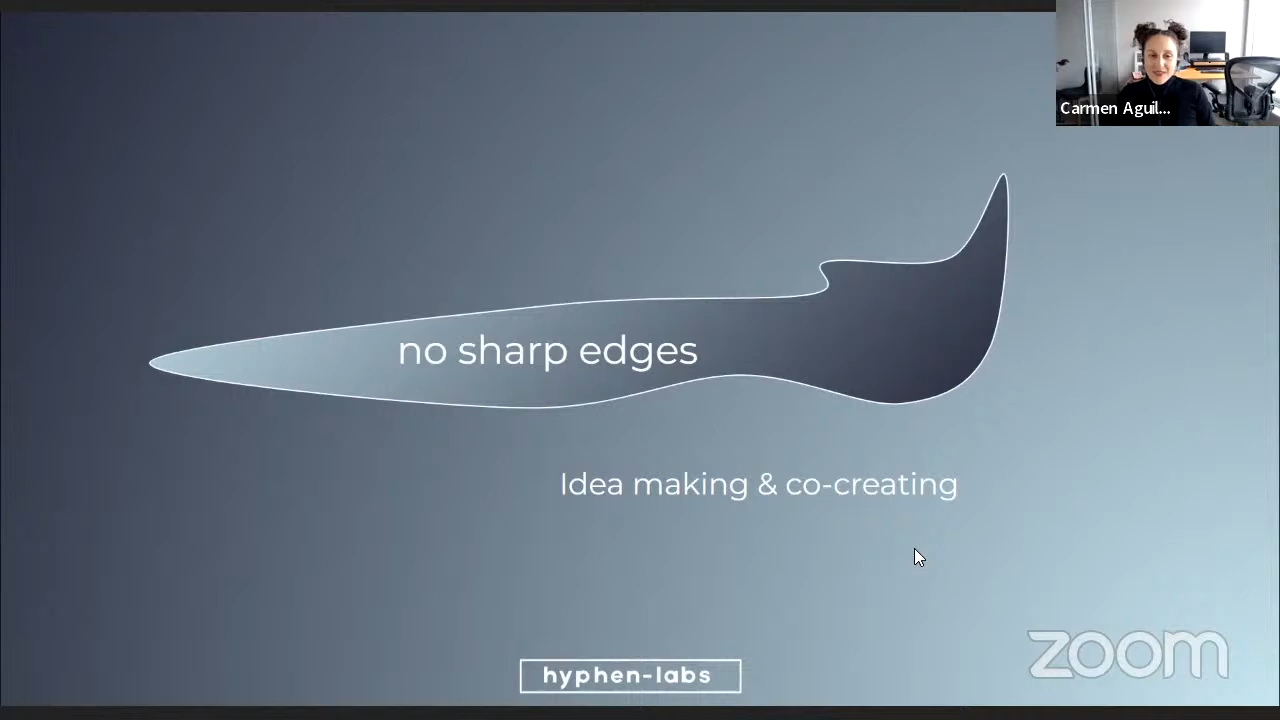 Carmen Aguil...
no sharp edges
Idea making & co-creating
zoom
hyphen-labs